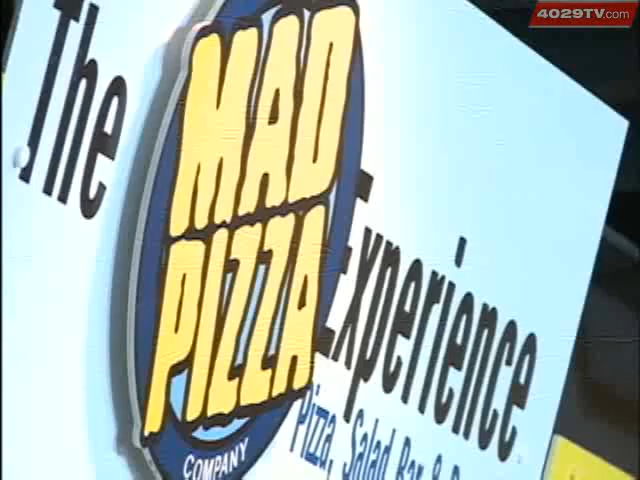 4029TV.com
The
MAD
PIZZA
COMPANY
Experience
Pizza, Salad Bar &